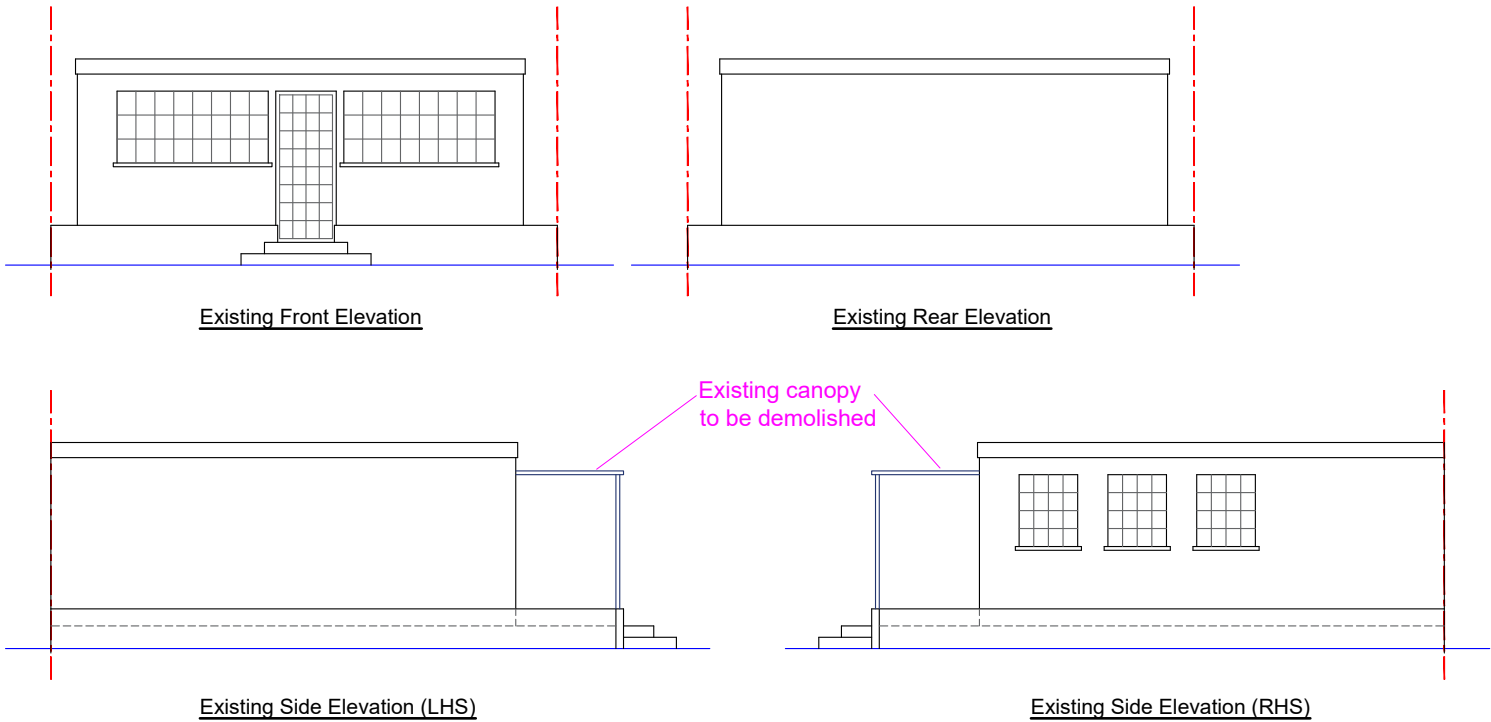 Existing Front Elevation
Existing Rear Elevation
Existing canopy
to be demolished
Existing Side Elevation (LHS)
Existing Side Elevation (RHS)